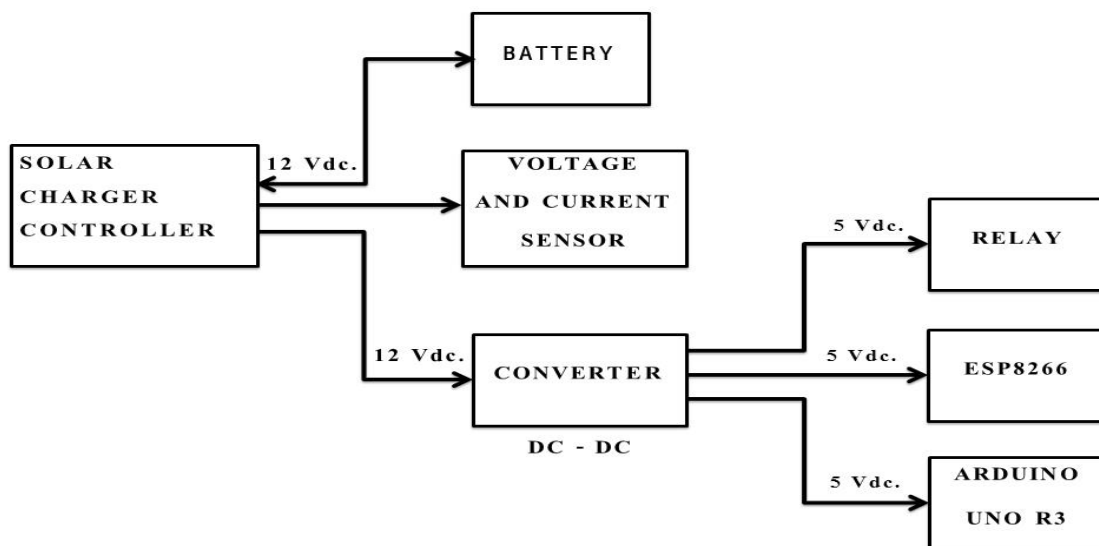 BATTERY
SOLAR
CHARGER
CONTROLLER
12 Vdc.
VOLTAGE
AND CURRENT
SENSOR
5 Vdc.
RELAY
12 Vdc.
CONVERTER
DC - DC
5 Vdc.
ESP8266
5 Vdc.
ARDUINO
UNO R3